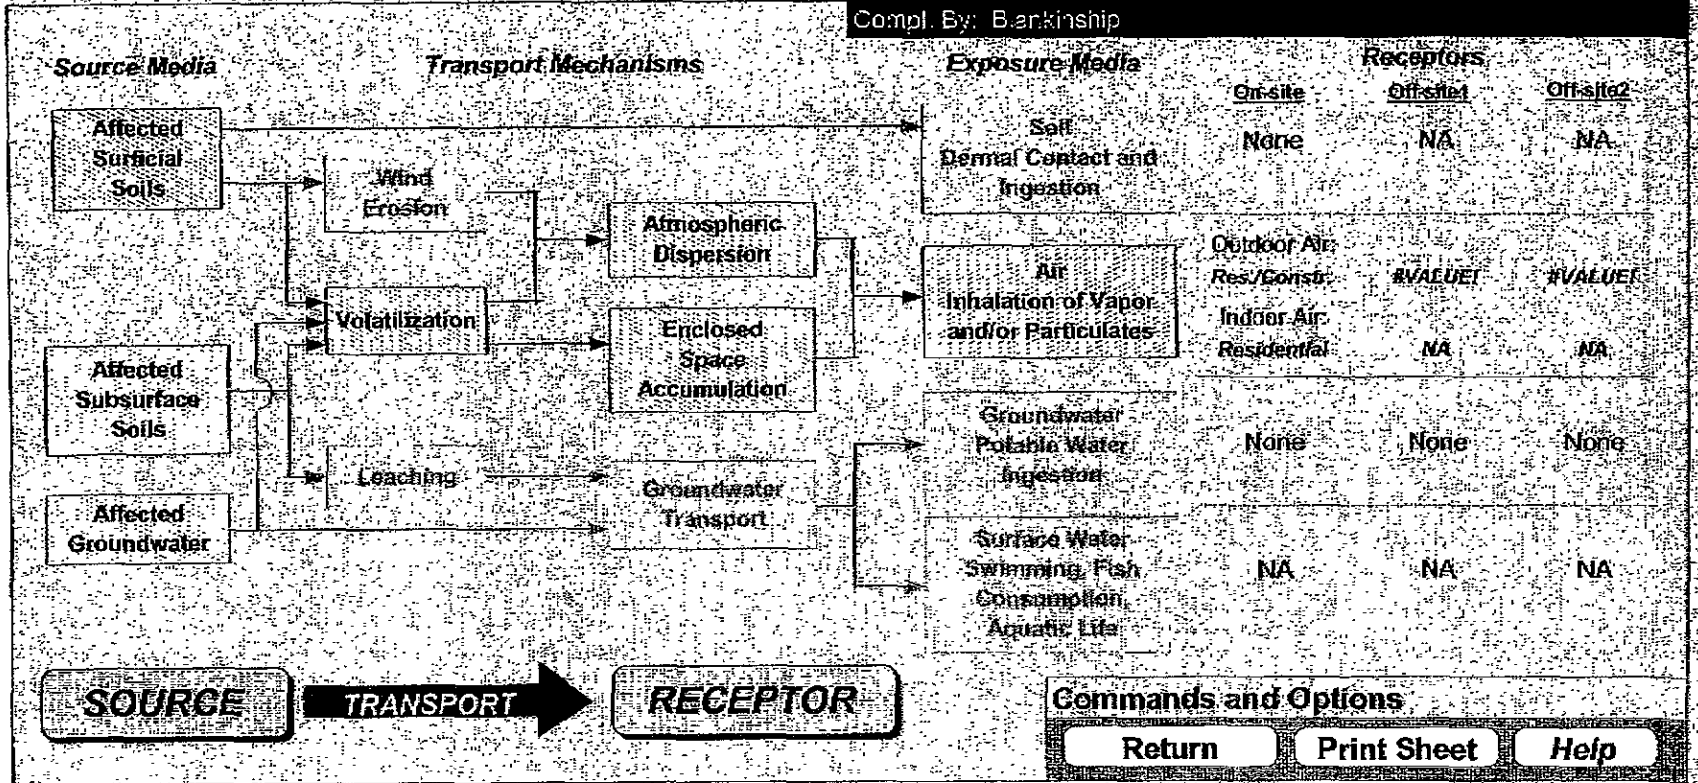 Compl. By: Blankinship
Source Media
Transport Mechanisms
Exposure Media
Receptors
On-site
Off-site1
Off-site2
Affected
Surficial
Soils
Wind
Erosion
Atmospheric
Dispersion
Volatilization
Enclosed
Space
Accumulation
Affected
Subsurface
Soils
Leaching
Groundwater
Transport
Affected
Groundwater
Soil
Dermal Contact and
Ingestion
None NA NA
Air
Inhalation of Vapor
and/or Particulates
Outdoor Air:
Res./Constr. #VALUE! #VALUE!
Indoor Air:
Residential NA NA
Groundwater
Potable Water
Ingestion
None None None
Surface Water
Swimming, Fish
Consumption,
Aquatic Life
NA NA NA
SOURCE TRANSPORT RECEPTOR
Commands and Options
Return Print Sheet Help